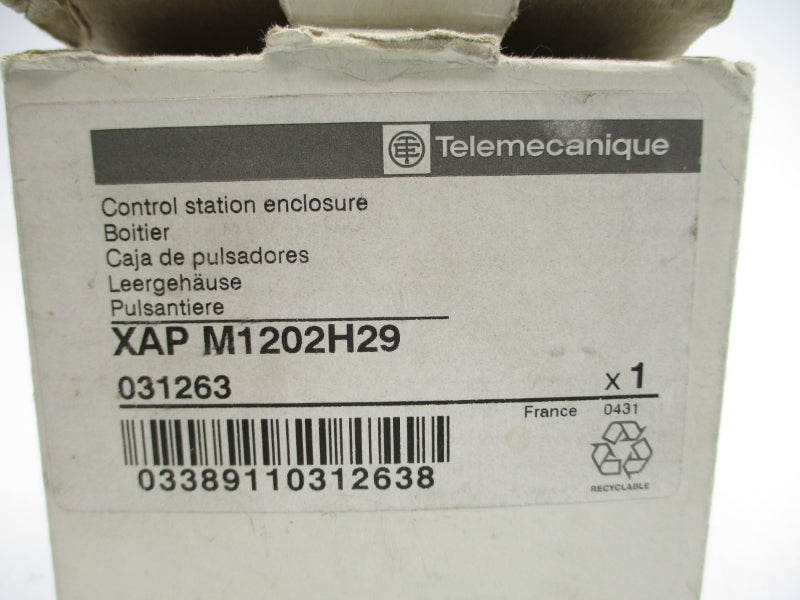 Telemecanique
Control station enclosure
Boitier
Caja de pulsadores
Leergehäuse
Pulsantiere
XAP M1202H29
031263
x 1
France 0431
03389110312638
RECYCLABLE